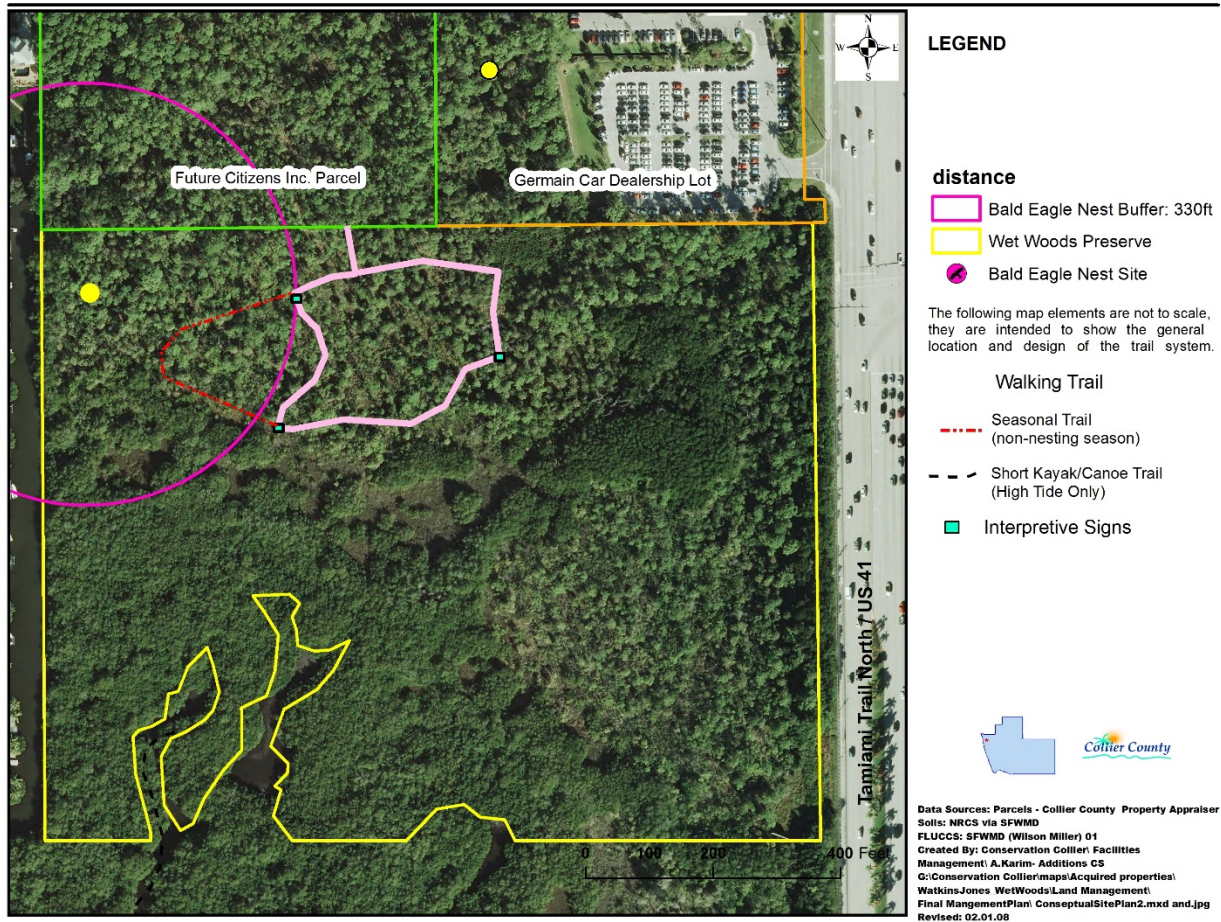 N
W E
S
LEGEND
Future Citizens Inc. Parcel
Germain Car Dealership Lot
distance
Bald Eagle Nest Buffer: 330ft
Wet Woods Preserve
Bald Eagle Nest Site
The following map elements are not to scale,
they are intended to show the general
location and design of the trail system.
Walking Trail
Seasonal Trail
(non-nesting season)
Short Kayak/Canoe Trail
(High Tide Only)
Interpretive Signs
Tamiami Trail North / US-41
Collier County
0 100 200 400 Feet
Data Sources: Parcels - Collier County Property Appraiser
Soils: NRCS via SFWMD
FLUCCS: SFWMD (Wilson Miller) 01
Created By: Conservation Collier\ Facilities
Management\ A.Karim- Additions CS
G:\Conservation Collier\maps\Acquired properties\
WatkinsJones_WetWoods\Land Management\
Final MangementPlan\ ConseptualSitePlan2.mxd and.jpg
Revised: 02.01.08